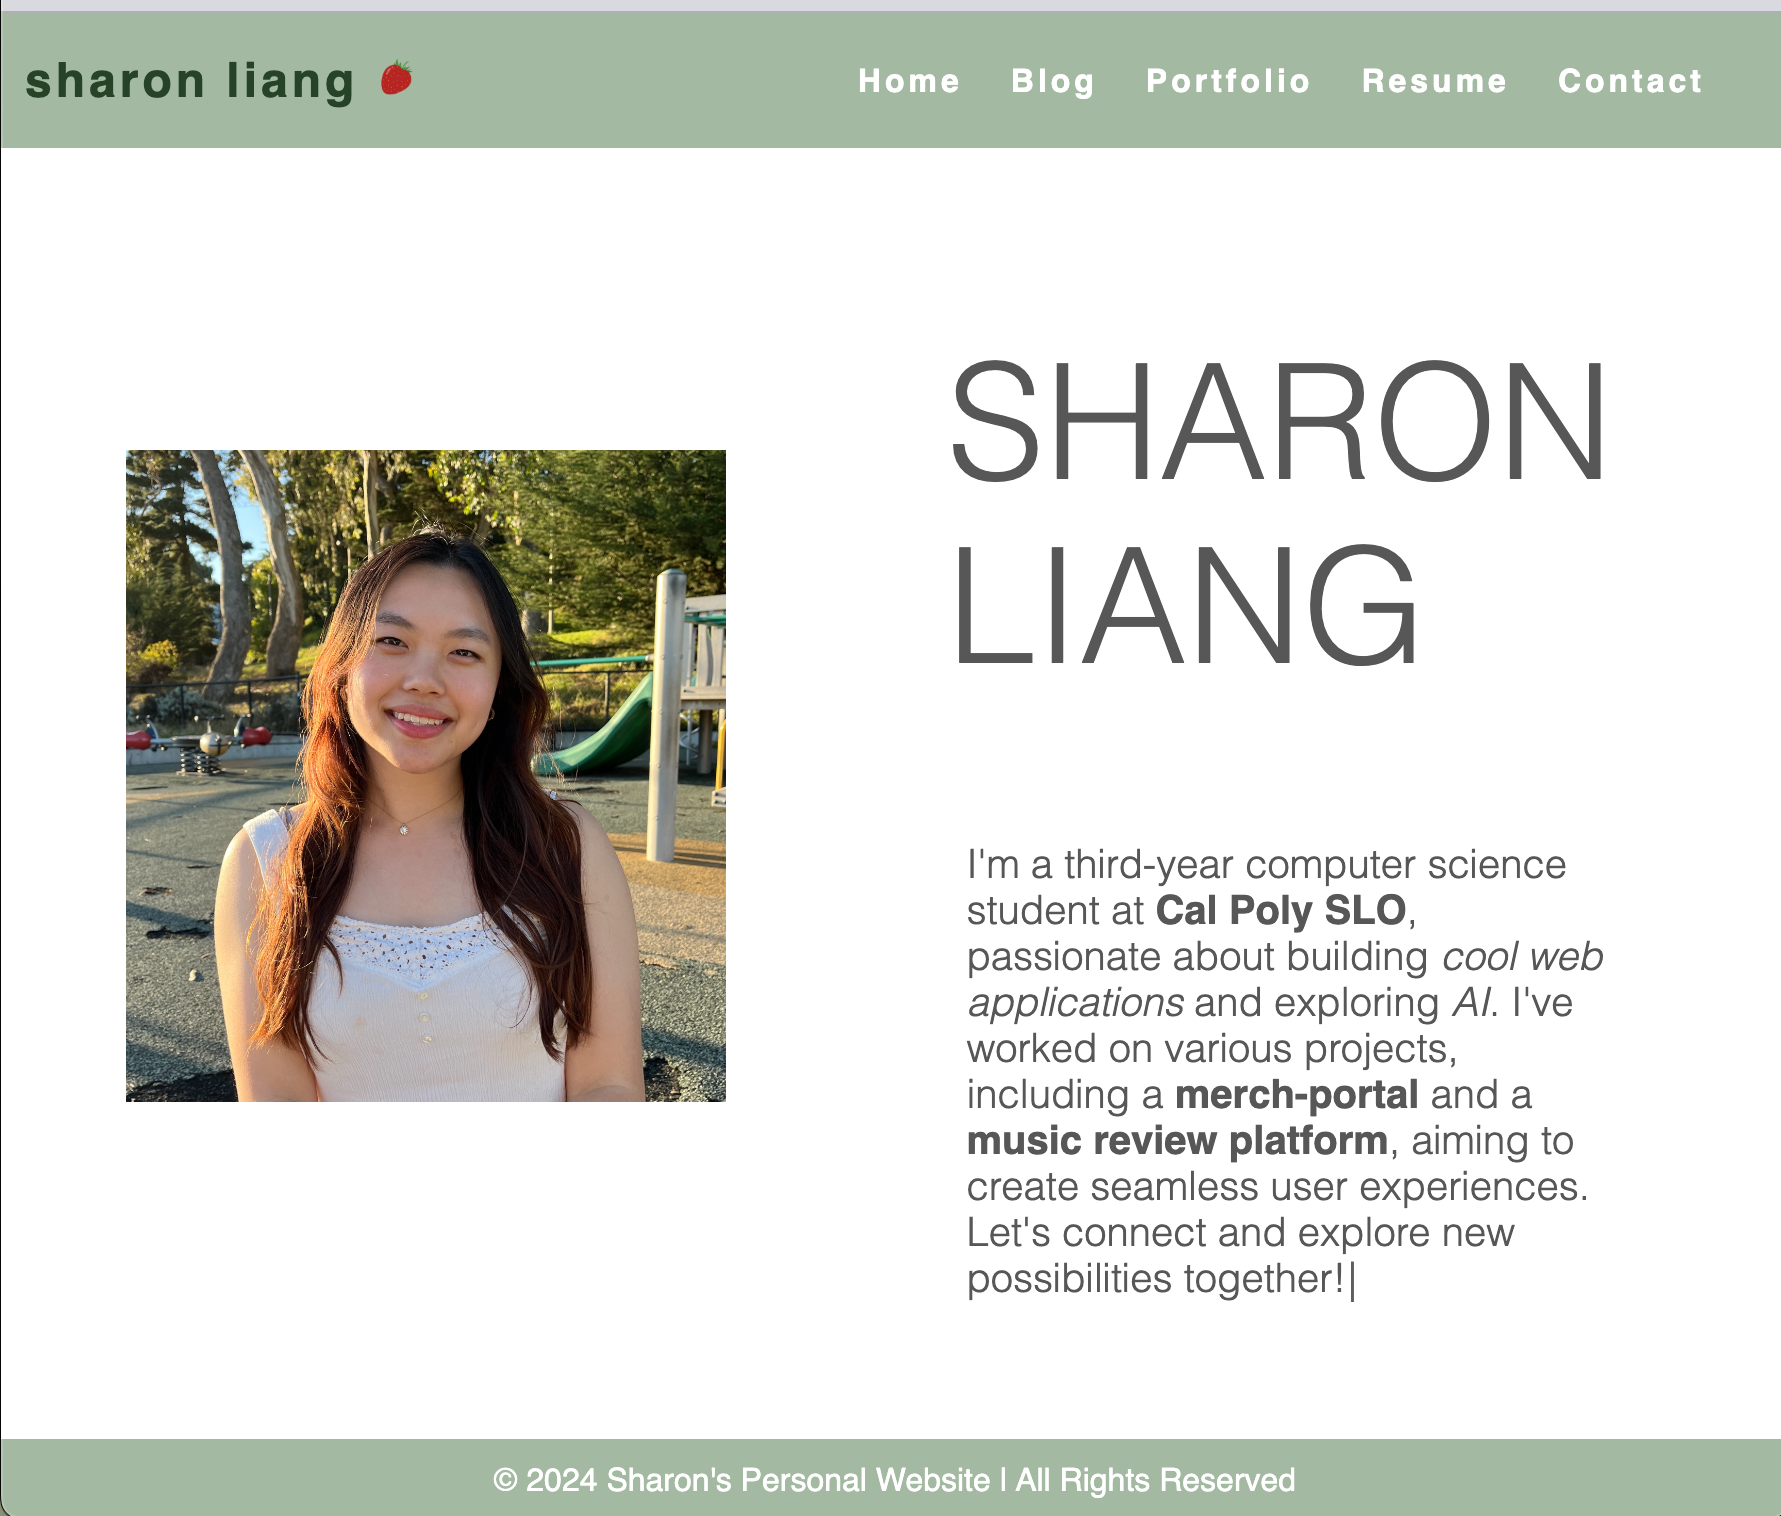 sharon liang 🍓
Home Blog Portfolio Resume Contact
SHARON
LIANG
I'm a third-year computer science
student at Cal Poly SLO,
passionate about building cool web
applications and exploring AI. I've
worked on various projects,
including a merch-portal and a
music review platform, aiming to
create seamless user experiences.
Let's connect and explore new
possibilities together!|
© 2024 Sharon's Personal Website | All Rights Reserved